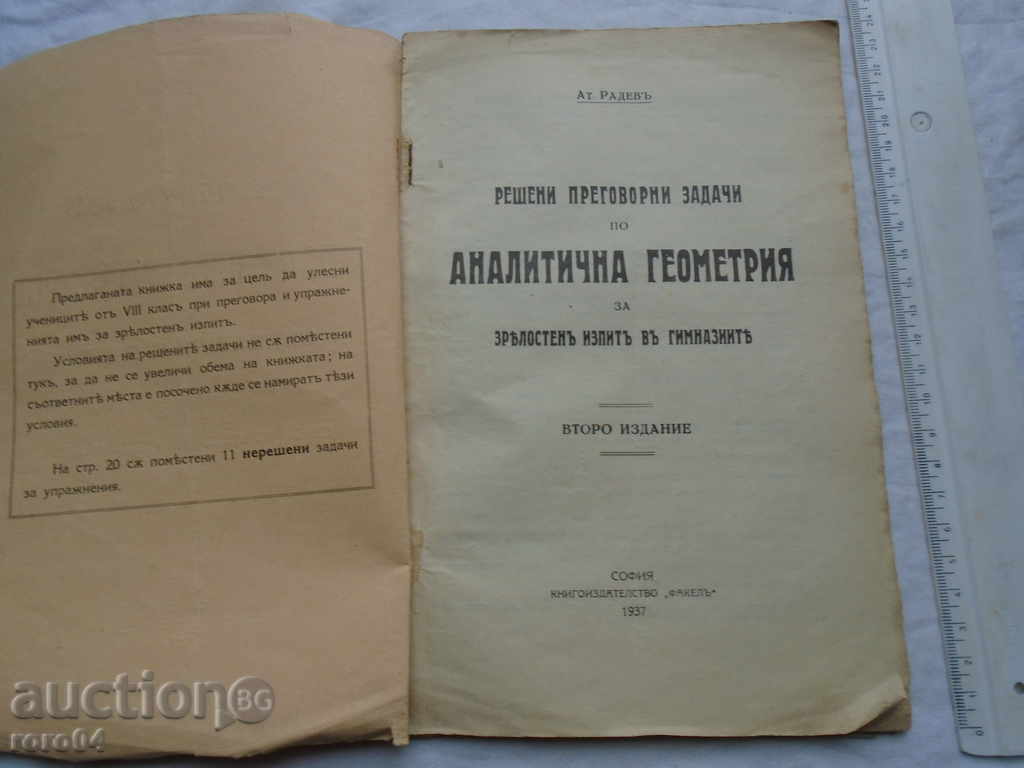 Предлаганата книжка има за цель да улесни
ученицитѣ отъ VIII класъ при преговора и упражне-
нията имъ за зрѣлостенъ изпитъ.
Условията на решенитѣ задачи не сѫ помѣстени
тукъ, за да не се увеличи обема на книжката; на
съответнитѣ мѣста е посочено кѫде се намиратъ тѣзи
условия.
На стр. 20 сѫ помѣстени 11 нерешени задачи
за упражнения.
Ат. Радевъ
РЕШЕНИ ПРЕГОВОРНИ ЗАДАЧИ
ПО
АНАЛИТИЧНА ГЕОМЕТРИЯ
ЗА
ЗРѢЛОСТЕНЪ ИЗПИТЪ ВЪ ГИМНАЗИИТѢ
ВТОРО ИЗДАНИЕ
СОФИЯ
КНИГОИЗДАТЕЛСТВО „ФАКЕЛЪ“
1937
auction BG
roro04